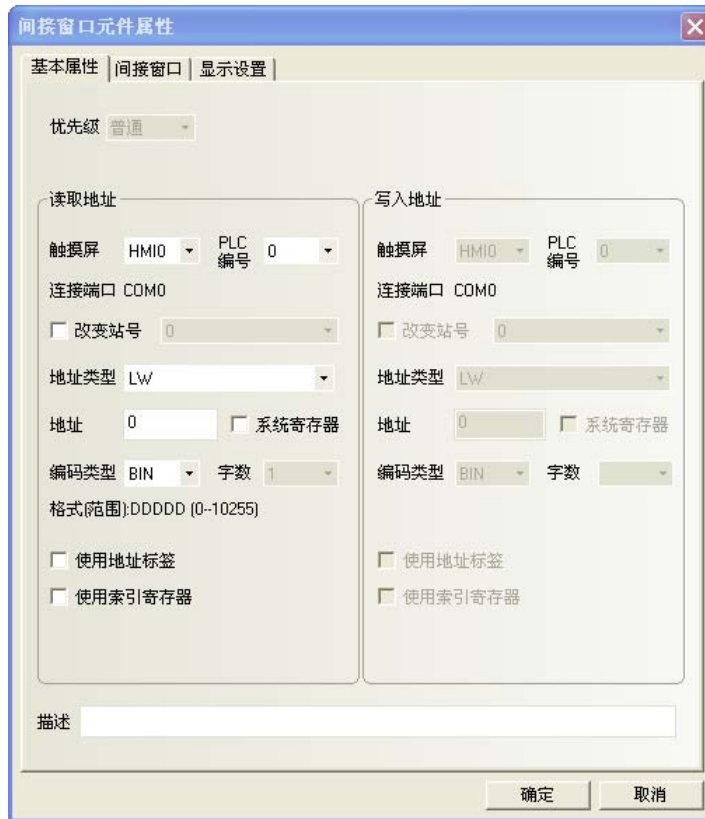 间接窗口元件属性
基本属性 间接窗口 显示设置
优先级 普通
读取地址
触摸屏 HMI0 PLC编号 0
连接端口 COM0
改变站号 0
地址类型 LW
地址 0 系统寄存器
编码类型 BIN 字数 1
格式(范围):DDDDD (0--10255)
使用地址标签
使用索引寄存器
写入地址
触摸屏 HMI0 PLC编号 0
连接端口 COM0
改变站号 0
地址类型 LW
地址 0 系统寄存器
编码类型 BIN 字数
使用地址标签
使用索引寄存器
描述
确定 取消